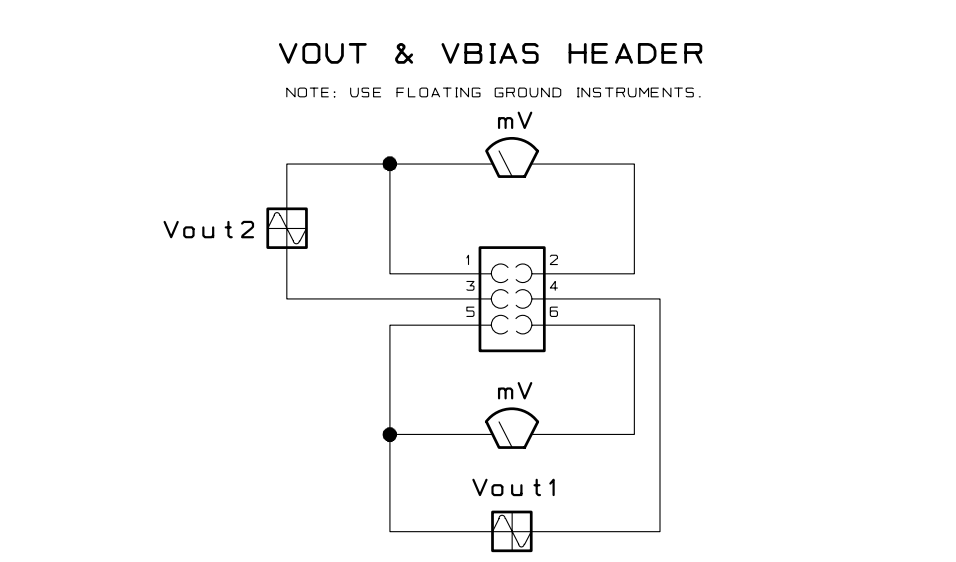 VOUT & VBIAS HEADER
NOTE: USE FLOATING GROUND INSTRUMENTS.
mV
Vout2
1 2
3 4
5 6
mV
Vout1